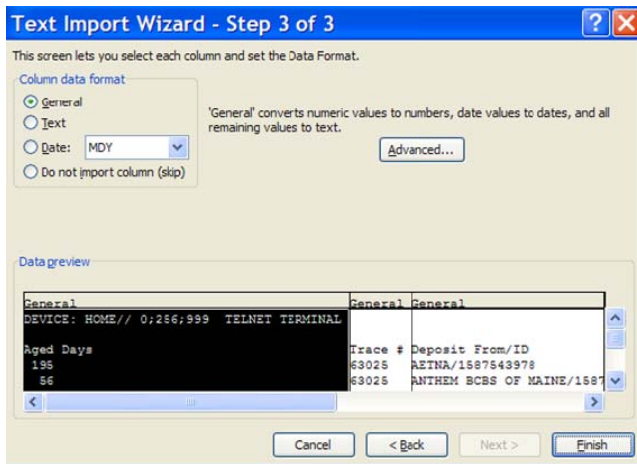 Text Import Wizard - Step 3 of 3
This screen lets you select each column and set the Data Format.
Column data format
General
Text
Date: MDY
Do not import column (skip)
'General' converts numeric values to numbers, date values to dates, and all
remaining values to text.
Advanced...
Data preview
General General General
DEVICE: HOME// 0;256;999 TELNET TERMINAL
Aged Days Trace # Deposit From/ID
195 63025 AETNA/1587543978
56 63025 ANTHEM BCBS OF MAINE/1587
Cancel < Back Next > Finish